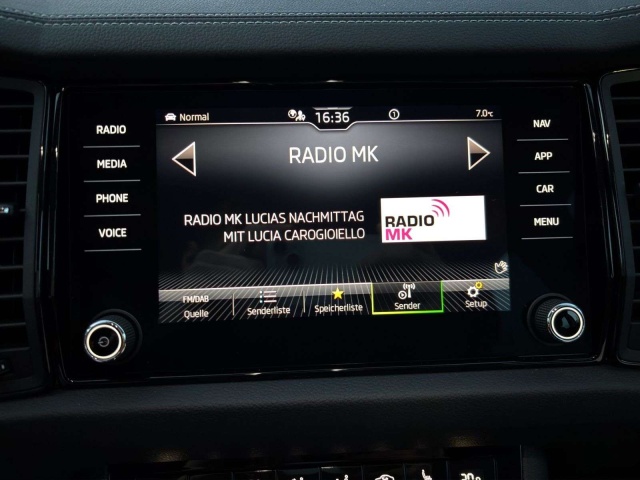 Normal
16:36
1
7.0°c
RADIO
MEDIA
PHONE
VOICE
RADIO MK
RADIO MK LUCIAS NACHMITTAG
MIT LUCIA CAROGIOIELLO
RADIO
MK
NAV
APP
CAR
MENU
FM/DAB
Quelle
Senderliste
Speicherliste
Sender
Setup